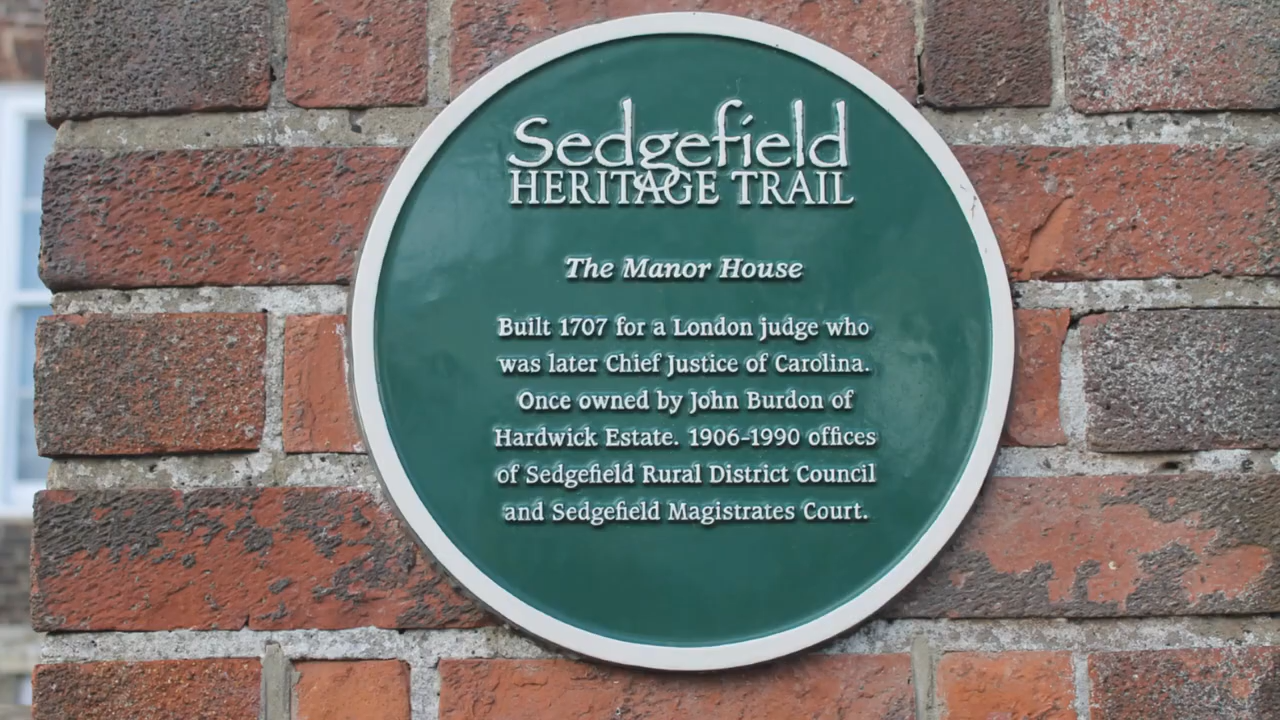 Sedgefield
HERITAGE TRAIL
The Manor House
Built 1707 for a London judge who
was later Chief Justice of Carolina.
Once owned by John Burdon of
Hardwick Estate. 1906-1990 offices
of Sedgefield Rural District Council
and Sedgefield Magistrates Court.